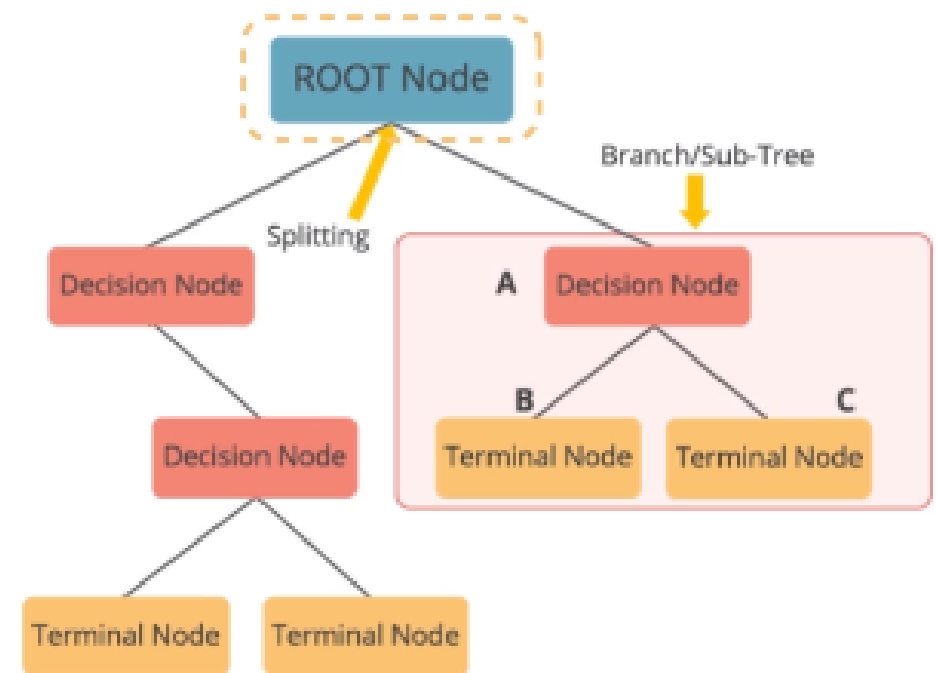 ROOT Node
Branch/Sub-Tree
Splitting
Decision Node
A
Decision Node
B
C
Decision Node
Terminal Node
Terminal Node
Terminal Node
Terminal Node